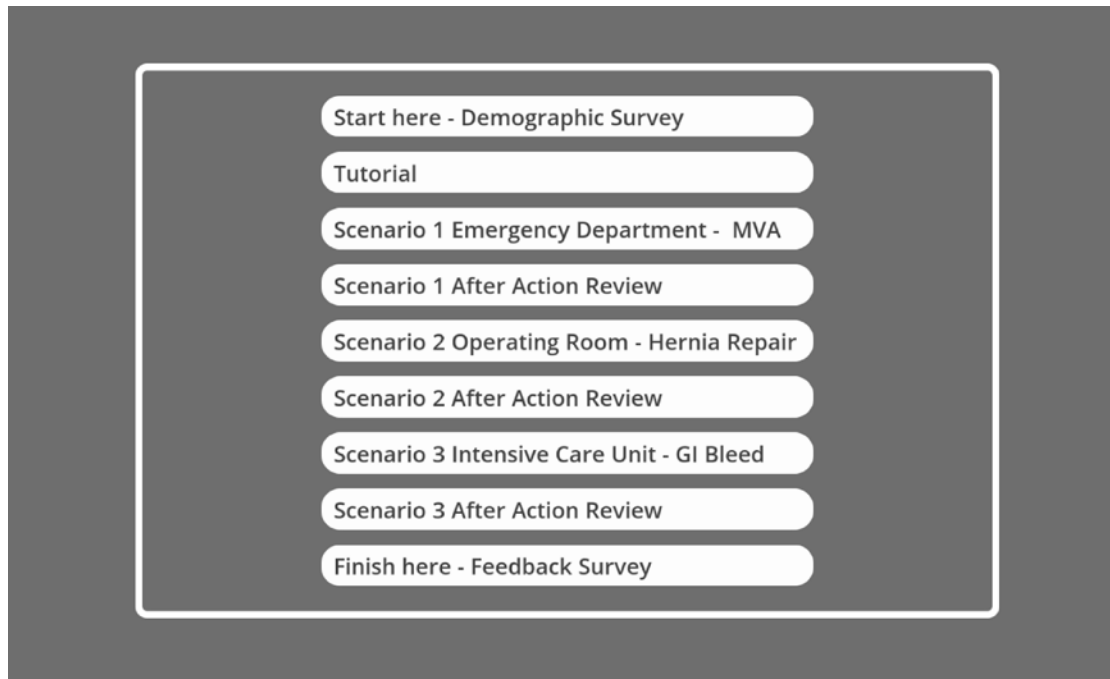 Start here - Demographic Survey
Tutorial
Scenario 1 Emergency Department -  MVA
Scenario 1 After Action Review
Scenario 2 Operating Room - Hernia Repair
Scenario 2 After Action Review
Scenario 3 Intensive Care Unit - GI Bleed
Scenario 3 After Action Review
Finish here - Feedback Survey